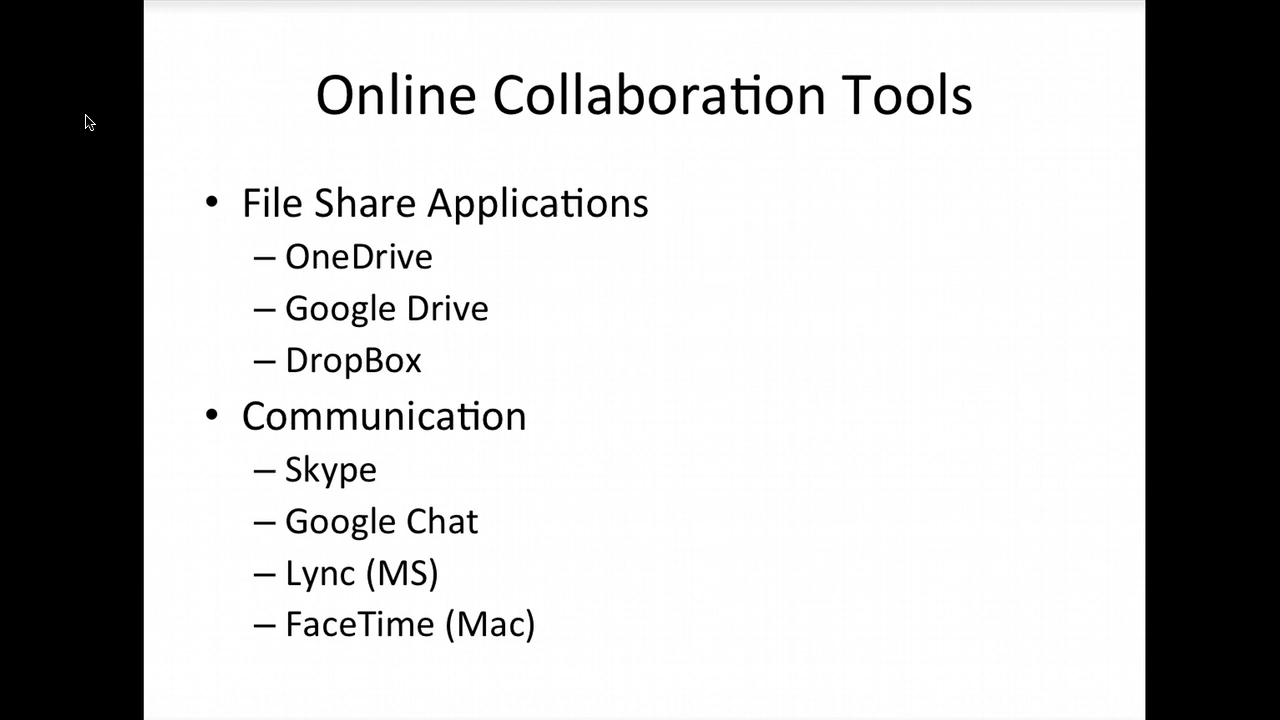 Online Collaboration Tools
• File Share Applications
– OneDrive
– Google Drive
– DropBox
• Communication
– Skype
– Google Chat
– Lync (MS)
– FaceTime (Mac)